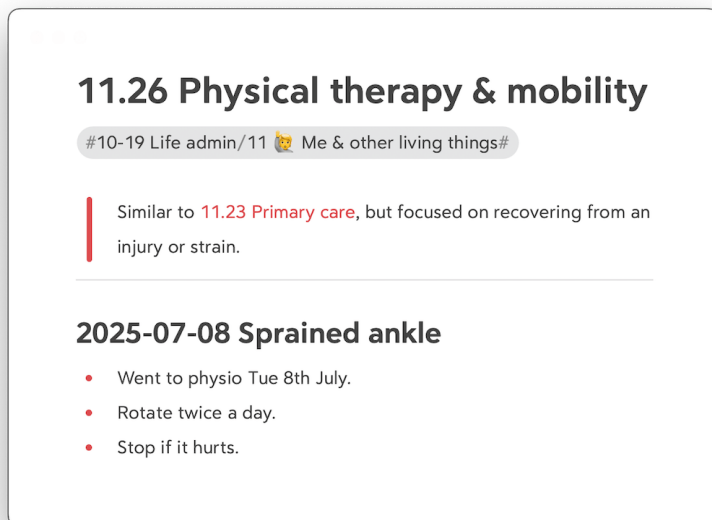 11.26 Physical therapy & mobility
#10-19 Life admin/11 🙋 Me & other living things#
Similar to 11.23 Primary care, but focused on recovering from an
injury or strain.
2025-07-08 Sprained ankle
• Went to physio Tue 8th July.
• Rotate twice a day.
• Stop if it hurts.